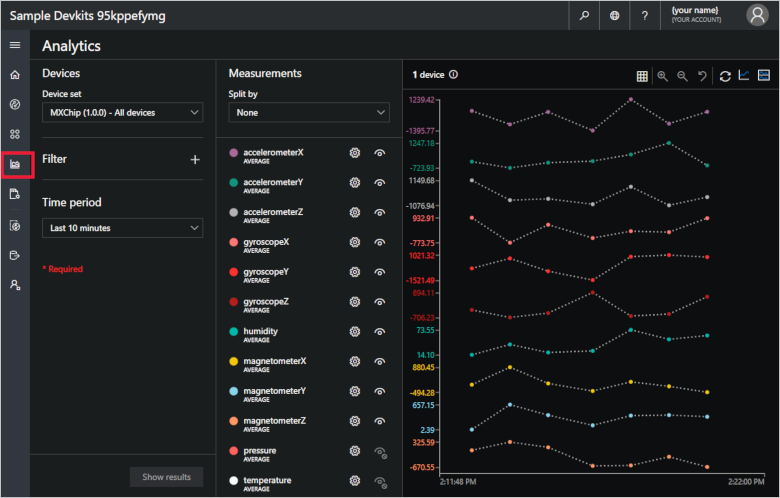 Sample Devkits 95kppefymg
?
{your name}
{YOUR ACCOUNT}
Analytics
Devices
Device set
MXChip (1.0.0) - All devices
Filter
+
Time period
Last 10 minutes
* Required
Show results
Measurements
Split by
None
accelerometerX
AVERAGE
accelerometerY
AVERAGE
accelerometerZ
AVERAGE
gyroscopeX
AVERAGE
gyroscopeY
AVERAGE
gyroscopeZ
AVERAGE
humidity
AVERAGE
magnetometerX
AVERAGE
magnetometerY
AVERAGE
magnetometerZ
AVERAGE
pressure
AVERAGE
temperature
AVERAGE
1 device
1239.42
-1395.77
1247.18
-723.93
1149.68
-1076.94
932.91
-773.75
1021.32
-1521.49
894.11
-706.23
73.55
14.10
880.45
-494.28
657.15
2.39
325.59
-670.55
2:11:48 PM
2:22:00 PM